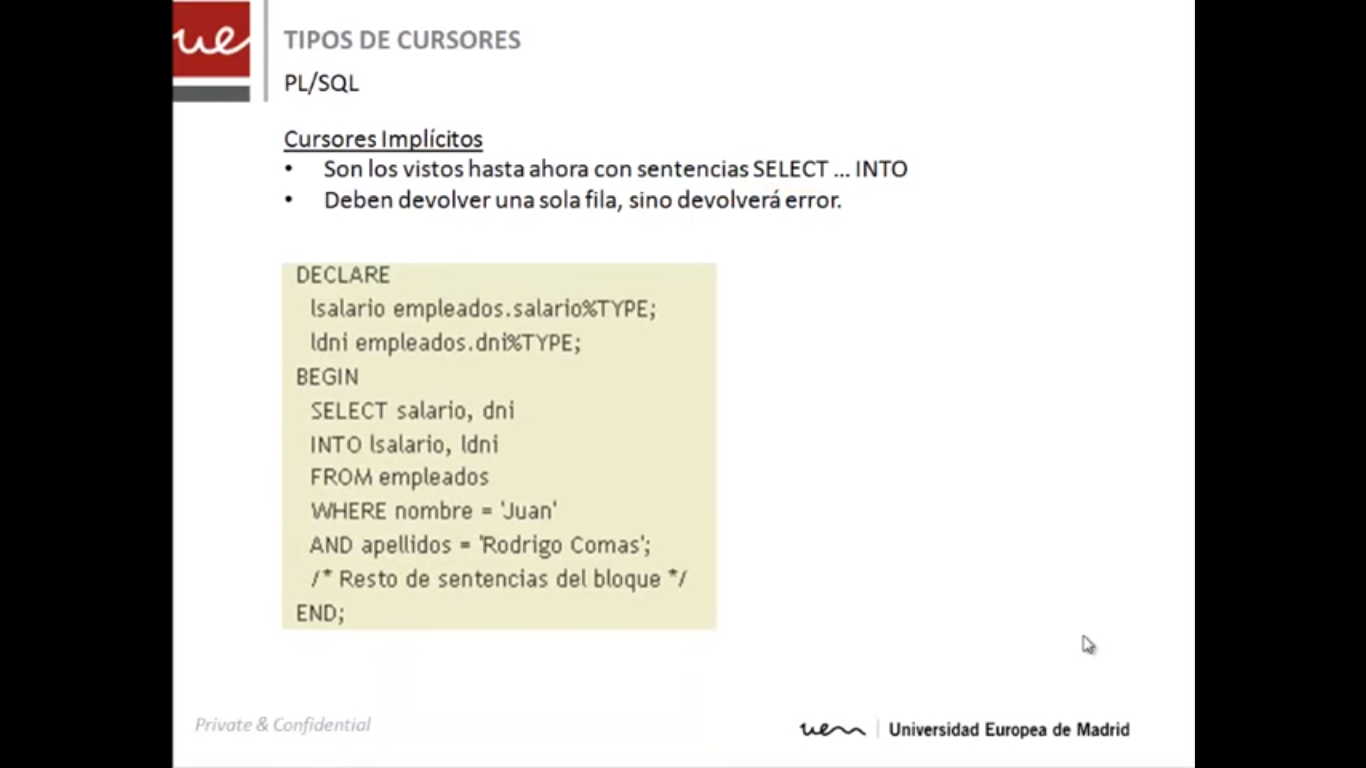 ue
TIPOS DE CURSORES
PL/SQL
Cursores Implícitos
• Son los vistos hasta ahora con sentencias SELECT ... INTO
• Deben devolver una sola fila, sino devolverá error.
DECLARE
lsalario empleados.salario%TYPE;
ldni empleados.dni%TYPE;
BEGIN
SELECT salario, dni
INTO lsalario, ldni
FROM empleados
WHERE nombre = 'Juan'
AND apellidos = 'Rodrigo Comas';
/* Resto de sentencias del bloque */
END;
Private & Confidential
uem Universidad Europea de Madrid